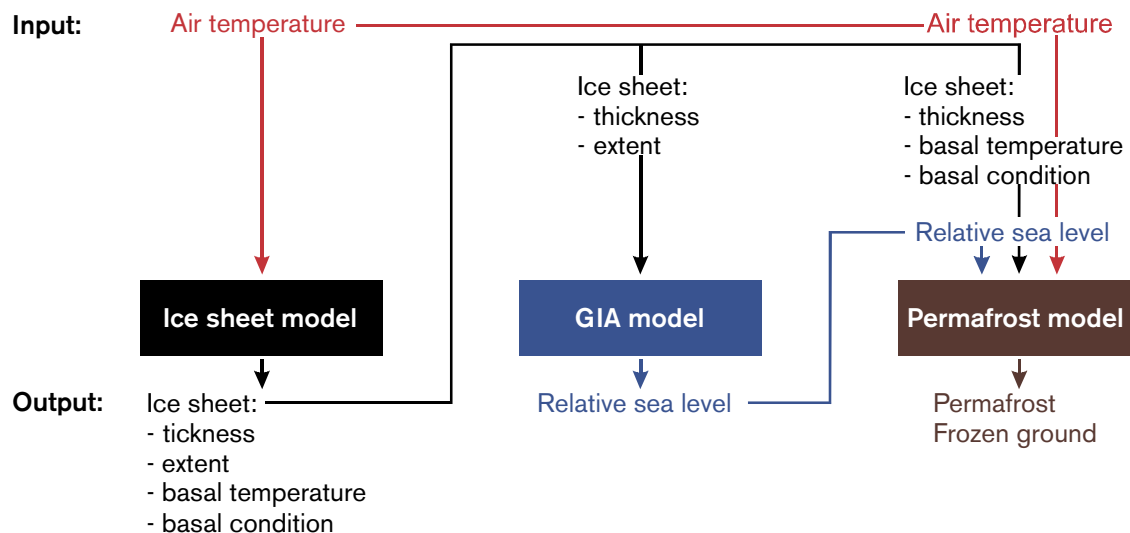 Input:
Air temperature
Air temperature
Ice sheet:
- thickness
- extent
Ice sheet:
- thickness
- basal temperature
- basal condition
Relative sea level
Ice sheet model
GIA model
Permafrost model
Output:
Ice sheet:
- tickness
- extent
- basal temperature
- basal condition
Relative sea level
Permafrost
Frozen ground